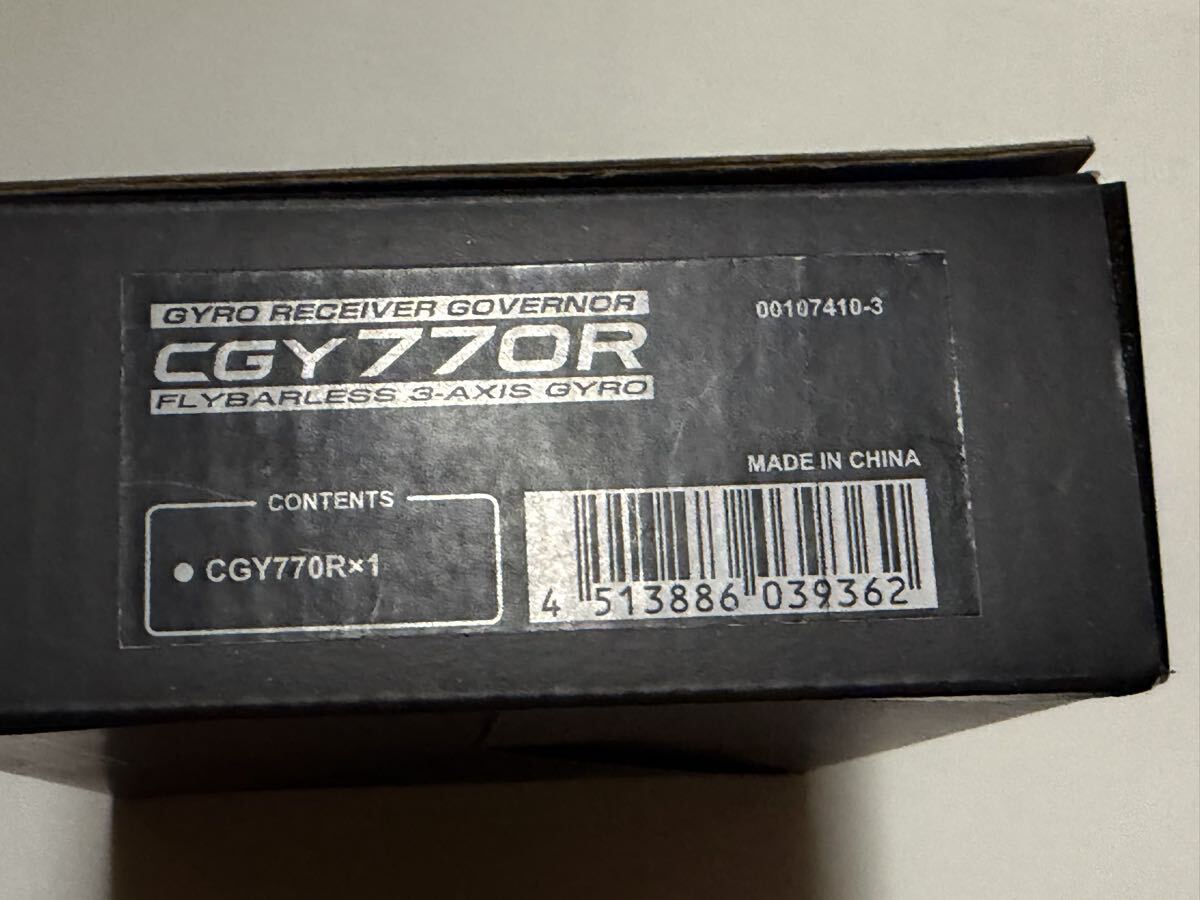 GYRO RECEIVER GOVERNOR
CGY770R
FLYBARLESS 3-AXIS GYRO
00107410-3
MADE IN CHINA
CONTENTS
● CGY770R×1
4 513886 039362